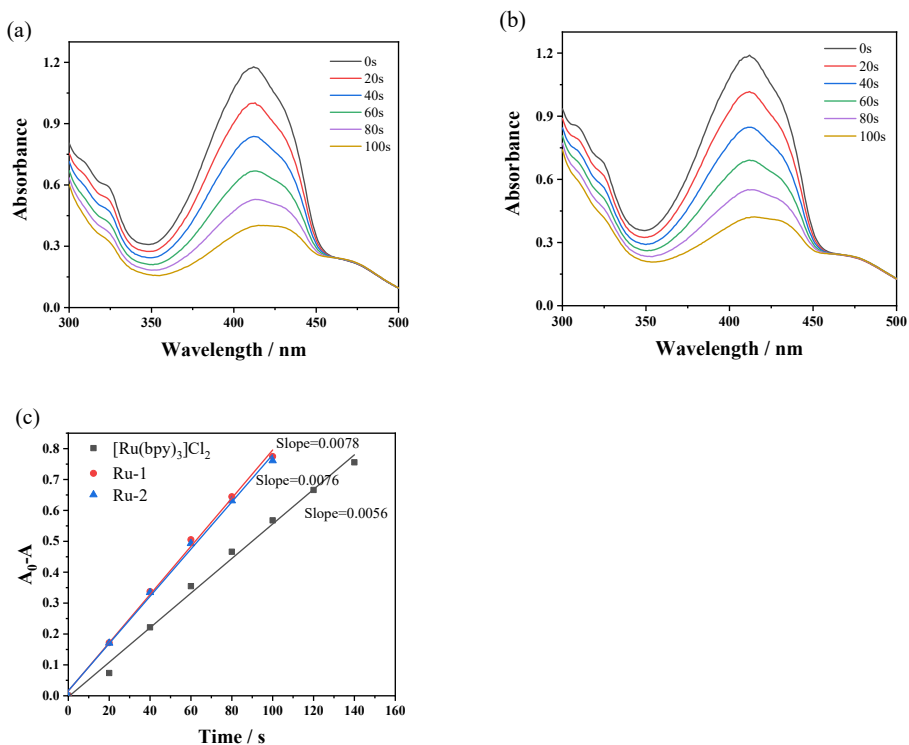 (a)
0s
20s
40s
60s
80s
100s
1.2
0.9
0.6
0.3
0.0
Absorbance
300 350 400 450 500
Wavelength / nm
(b)
0s
20s
40s
60s
80s
100s
1.2
0.9
0.6
0.3
0.0
Absorbance
300 350 400 450 500
Wavelength / nm
(c)
[Ru(bpy)₃]Cl₂
Ru-1
Ru-2
Slope=0.0078
Slope=0.0076
Slope=0.0056
0.8
0.7
0.6
0.5
0.4
0.3
0.2
0.1
0.0
A₀-A
0 20 40 60 80 100 120 140 160
Time / s